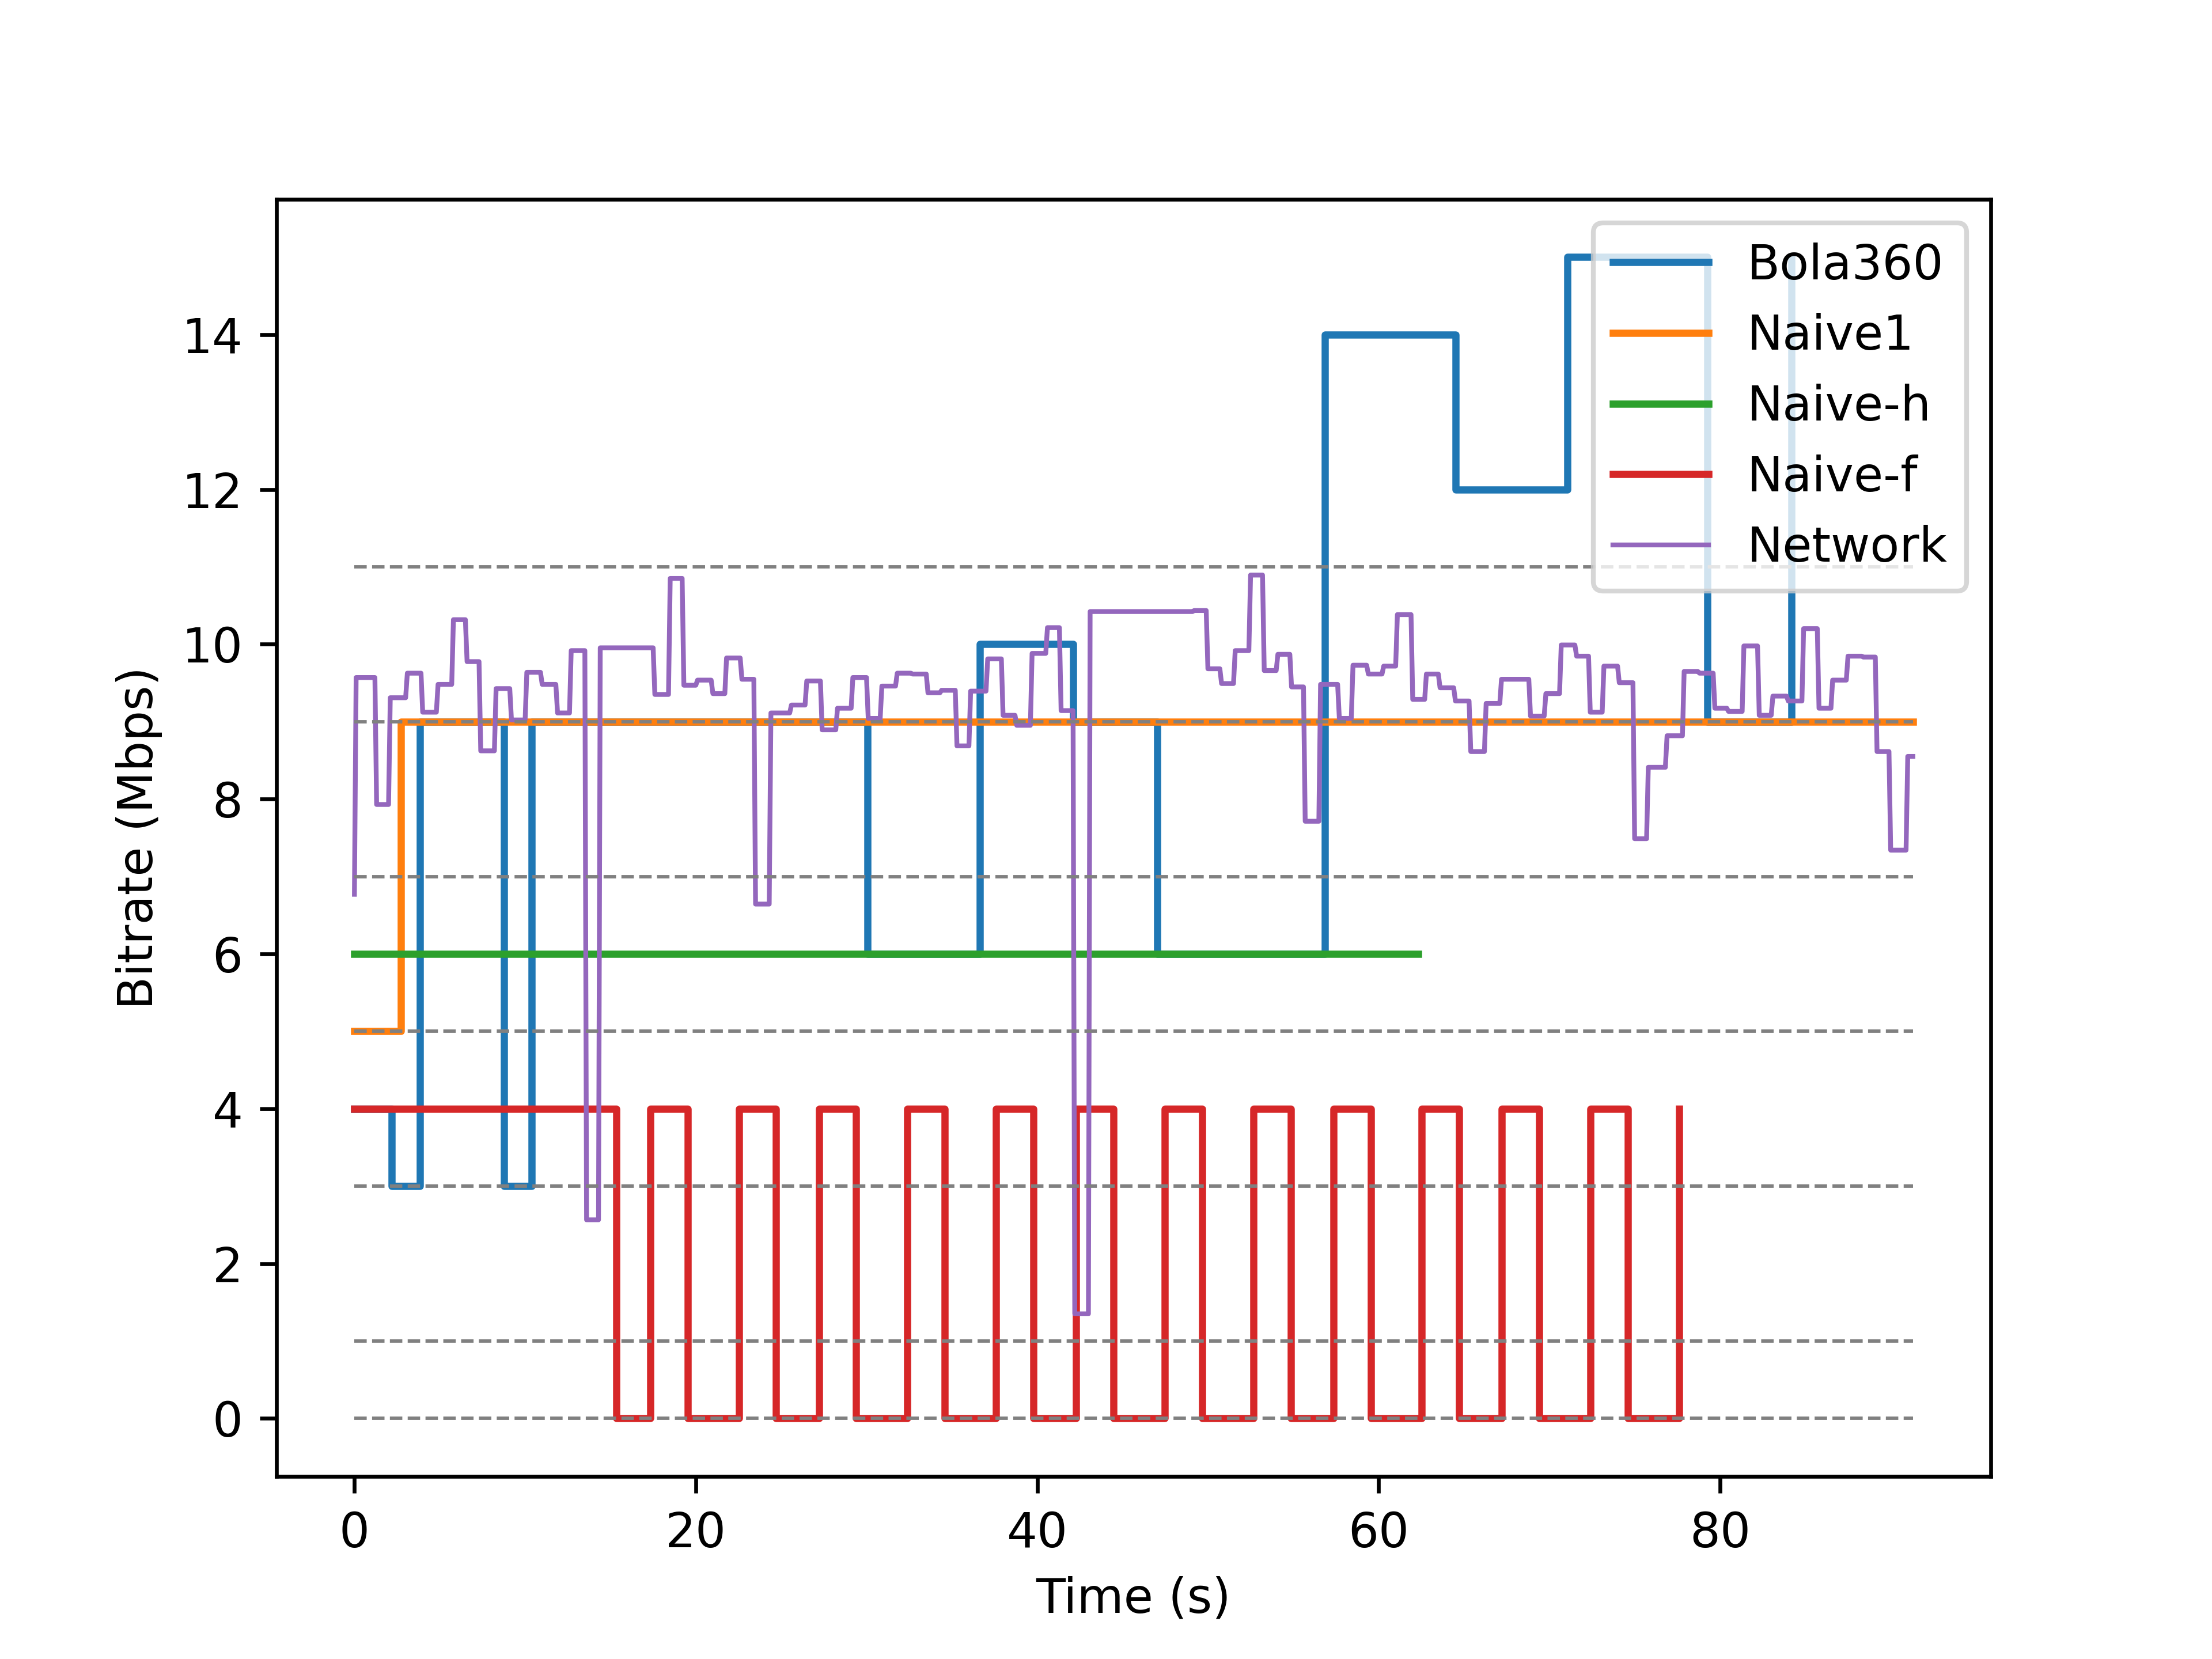 Bola360
Naive1
Naive-h
Naive-f
Network
14
12
10
8
6
4
2
0
Bitrate (Mbps)
0 20 40 60 80
Time (s)